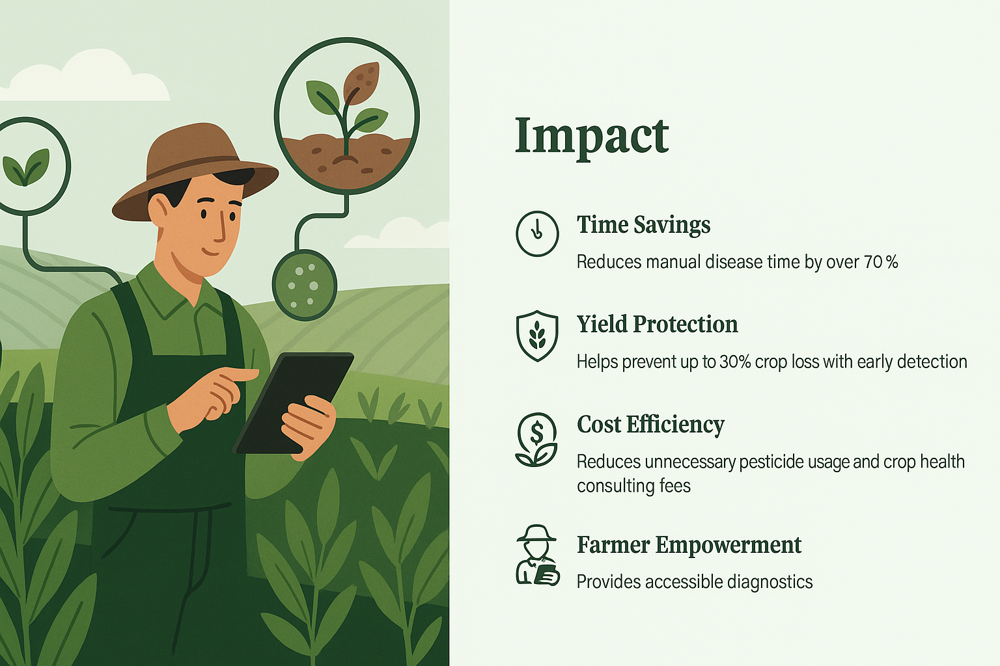 Impact
Time Savings
Reduces manual disease time by over 70 %
Yield Protection
Helps prevent up to 30% crop loss with early detection
Cost Efficiency
$
Reduces unnecessary pesticide usage and crop health
consulting fees
Farmer Empowerment
Provides accessible diagnostics